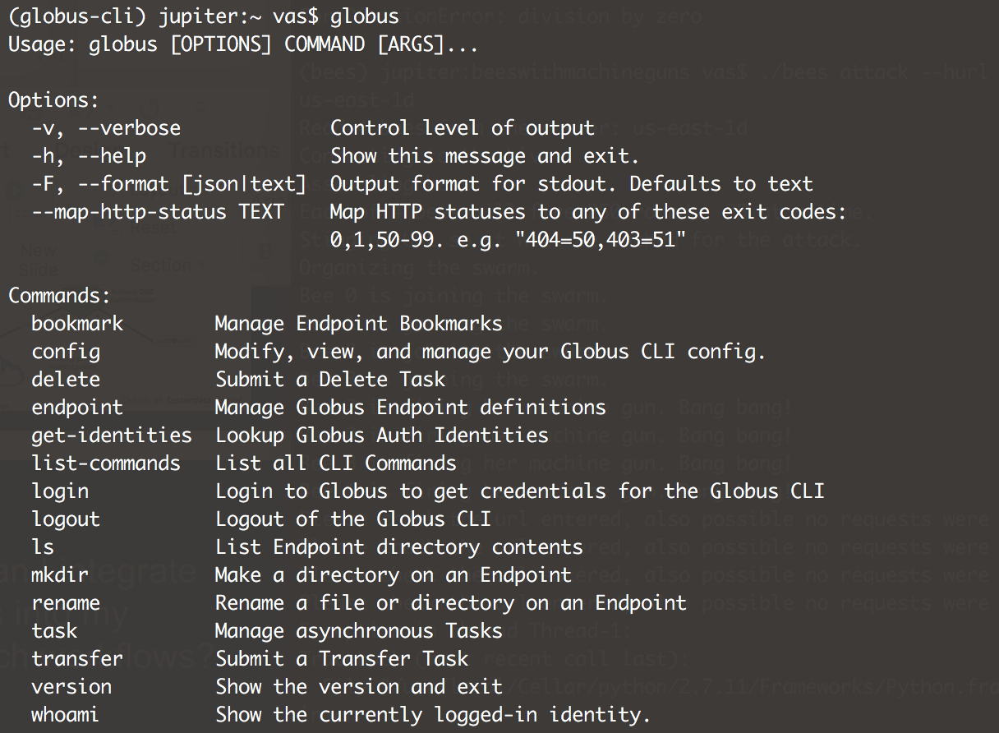 (globus-cli) jupiter:~ vas$ globus
Usage: globus [OPTIONS] COMMAND [ARGS]...

Options:
  -v, --verbose             Control level of output
  -h, --help                Show this message and exit.
  -F, --format [json|text]  Output format for stdout. Defaults to text
  --map-http-status TEXT    Map HTTP statuses to any of these exit codes:
                            0,1,50-99. e.g. "404=50,403=51"

Commands:
  bookmark        Manage Endpoint Bookmarks
  config          Modify, view, and manage your Globus CLI config.
  delete          Submit a Delete Task
  endpoint        Manage Globus Endpoint definitions
  get-identities  Lookup Globus Auth Identities
  list-commands   List all CLI Commands
  login           Login to Globus to get credentials for the Globus CLI
  logout          Logout of the Globus CLI
  ls              List Endpoint directory contents
  mkdir           Make a directory on an Endpoint
  rename          Rename a file or directory on an Endpoint
  task            Manage asynchronous Tasks
  transfer        Submit a Transfer Task
  version         Show the version and exit
  whoami          Show the currently logged-in identity.